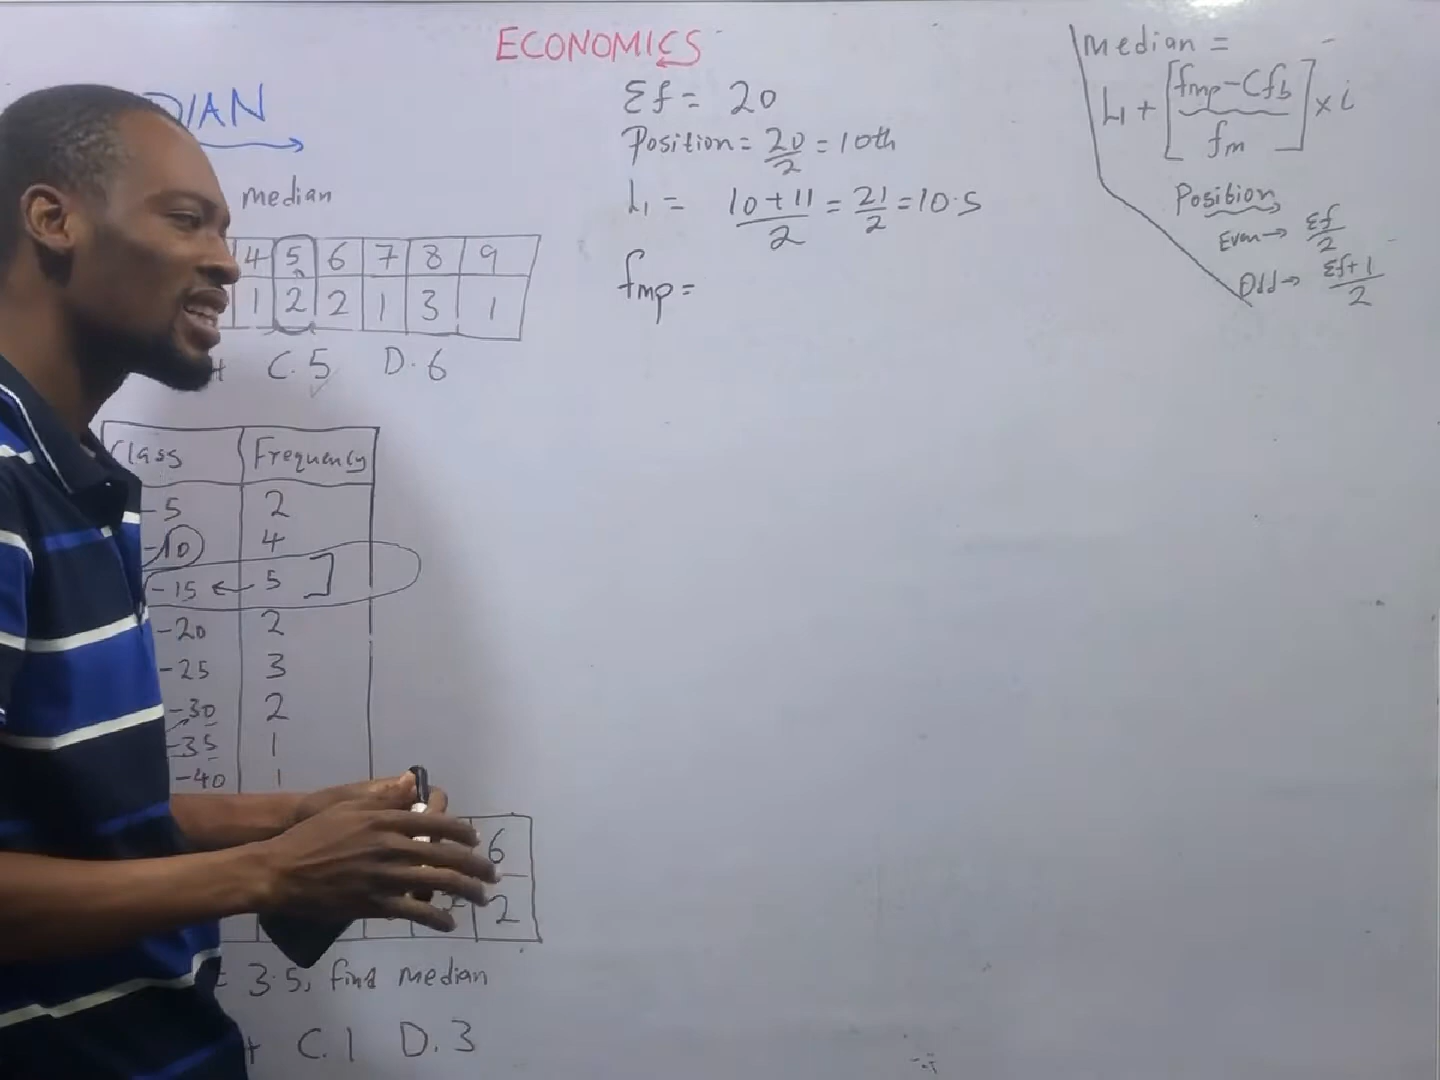 ECONOMICS
DIAN
median
4 5 6 7 8 9
1 2 2 1 3 1
C. 5 D. 6
Class Frequency
-5 2
-10 4
-15 ← 5
-20 2
-25 3
-30 2
-35 1
-40 1
6
2
= 3.5, find median
C. 1 D. 3
Σf = 20
Position = 20/2 = 10th
L₁ = 10+11/2 = 21/2 = 10.5
fmp =
median =
L₁ + [fmp - Cfb / fm] × i
Position
Even → Σf/2
Odd → Σf+1/2